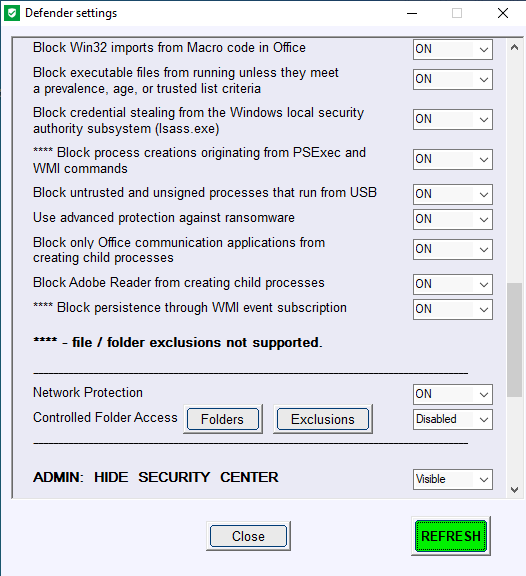 Defender settings
Block Win32 imports from Macro code in Office ON
Block executable files from running unless they meet
a prevalence, age, or trusted list criteria ON
Block credential stealing from the Windows local security
authority subsystem (lsass.exe) ON
**** Block process creations originating from PSExec and
WMI commands ON
Block untrusted and unsigned processes that run from USB ON
Use advanced protection against ransomware ON
Block only Office communication applications from
creating child processes ON
Block Adobe Reader from creating child processes ON
**** Block persistence through WMI event subscription ON
**** - file / folder exclusions not supported.
Network Protection ON
Controlled Folder Access Folders Exclusions Disabled
ADMIN: HIDE SECURITY CENTER Visible
Close REFRESH